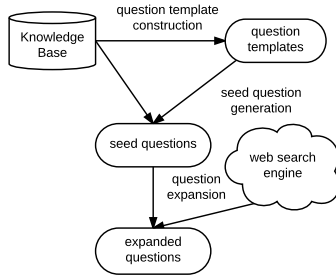 question template
construction
Knowledge
Base
question
templates
seed question
generation
seed questions
web search
engine
question
expansion
expanded
questions